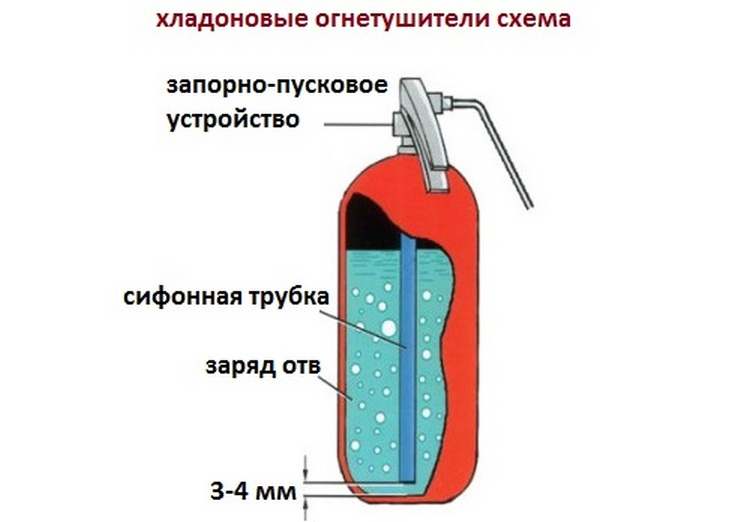 хладоновые огнетушители схема
запорно-пусковое
устройство
сифонная трубка
заряд отв
3-4 мм